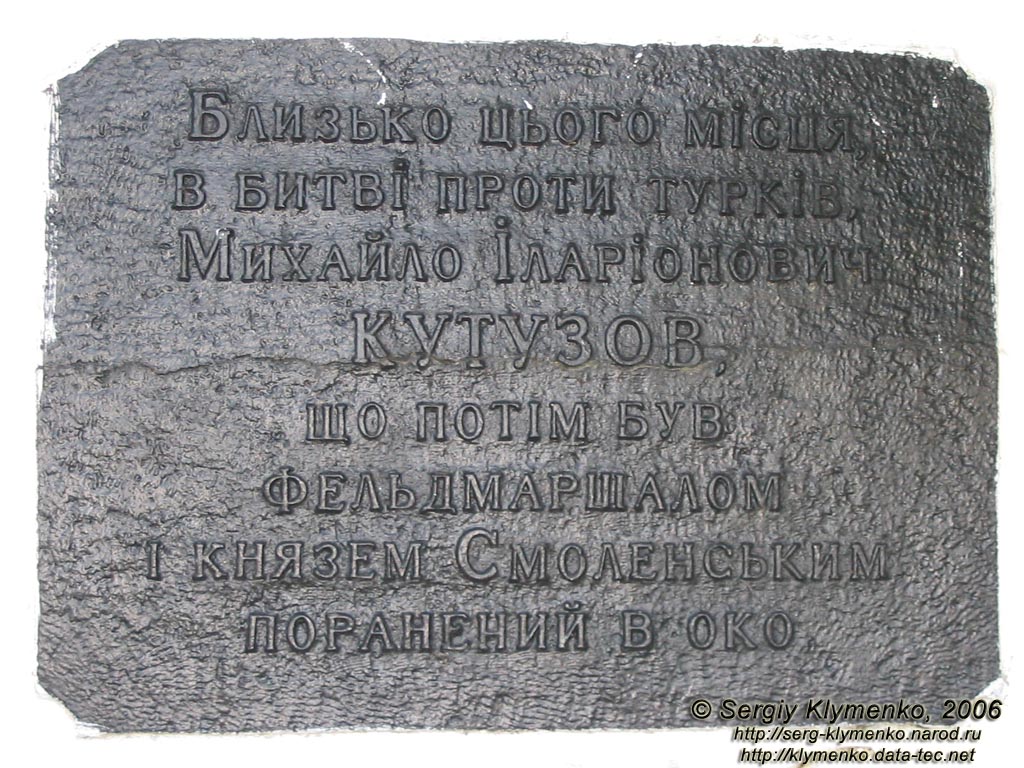 Близько цього місця,
в битві проти турків,
Михайло Іларіонович
КУТУЗОВ,
що потім був
фельдмаршалом
і князем Смоленським
поранений в око.
© Sergiy Klymenko, 2006
http://serg-klymenko.narod.ru
http://klymenko.data-tec.net